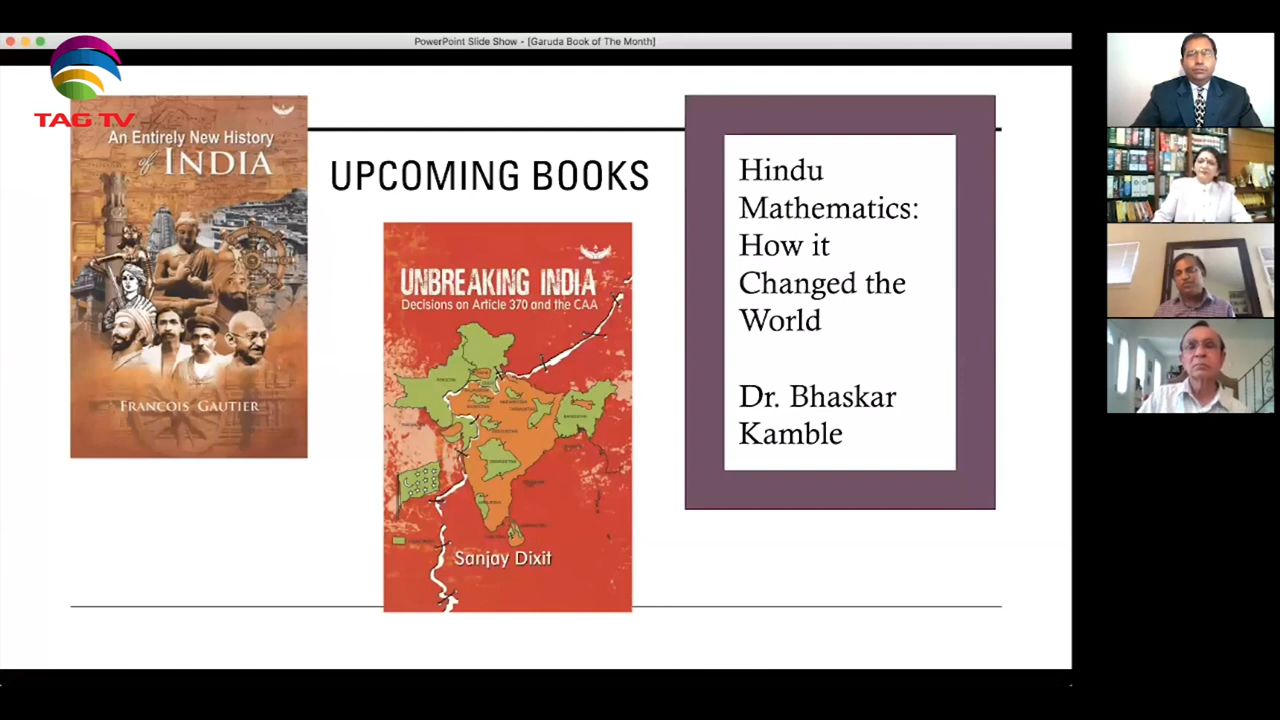 PowerPoint Slide Show - [Garuda Book of The Month]
TAG TV
An Entirely New History
of INDIA
FRANCOIS GAUTIER
UPCOMING BOOKS
UNBREAKING INDIA
Decisions on Article 370 and the CAA
Sanjay Dixit
Hindu
Mathematics:
How it
Changed the
World
Dr. Bhaskar
Kamble